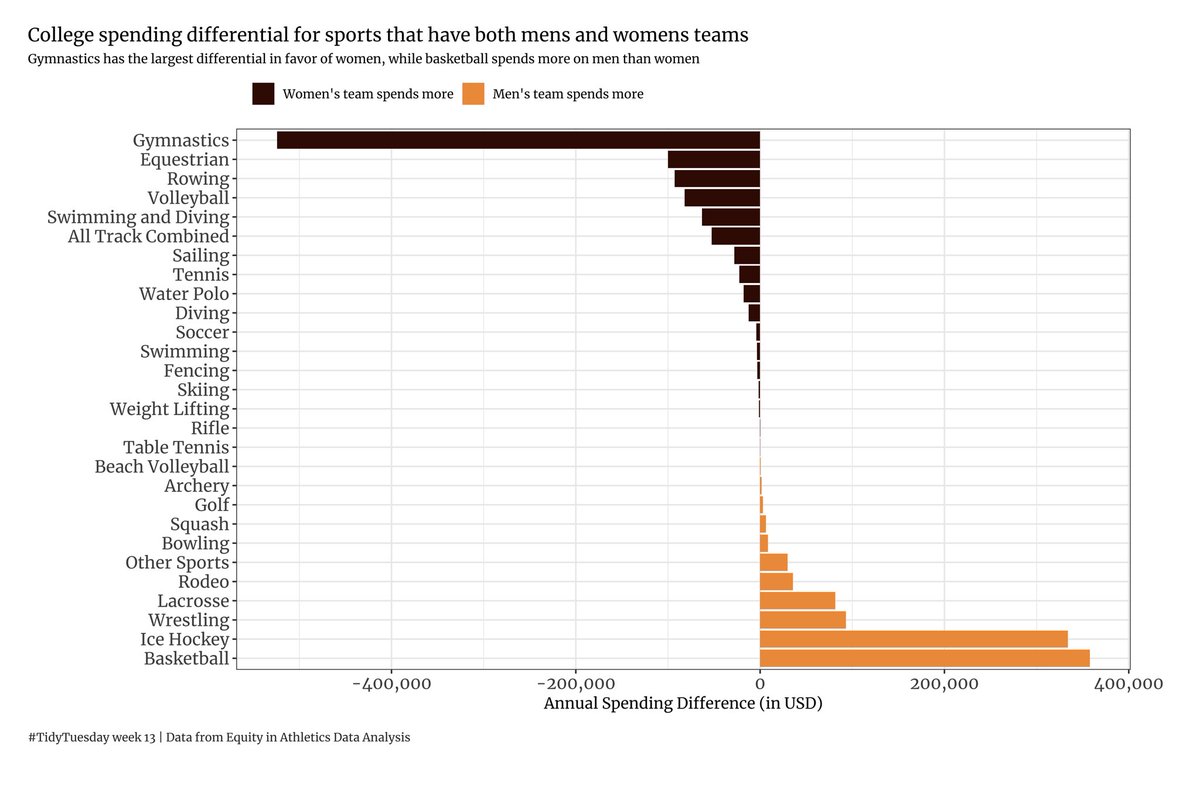 College spending differential for sports that have both mens and womens teams
Gymnastics has the largest differential in favor of women, while basketball spends more on men than women
Women's team spends more Men's team spends more
Gymnastics
Equestrian
Rowing
Volleyball
Swimming and Diving
All Track Combined
Sailing
Tennis
Water Polo
Diving
Soccer
Swimming
Fencing
Skiing
Weight Lifting
Rifle
Table Tennis
Beach Volleyball
Archery
Golf
Squash
Bowling
Other Sports
Rodeo
Lacrosse
Wrestling
Ice Hockey
Basketball
-400,000 -200,000 0 200,000 400,000
Annual Spending Difference (in USD)
#TidyTuesday week 13 | Data from Equity in Athletics Data Analysis